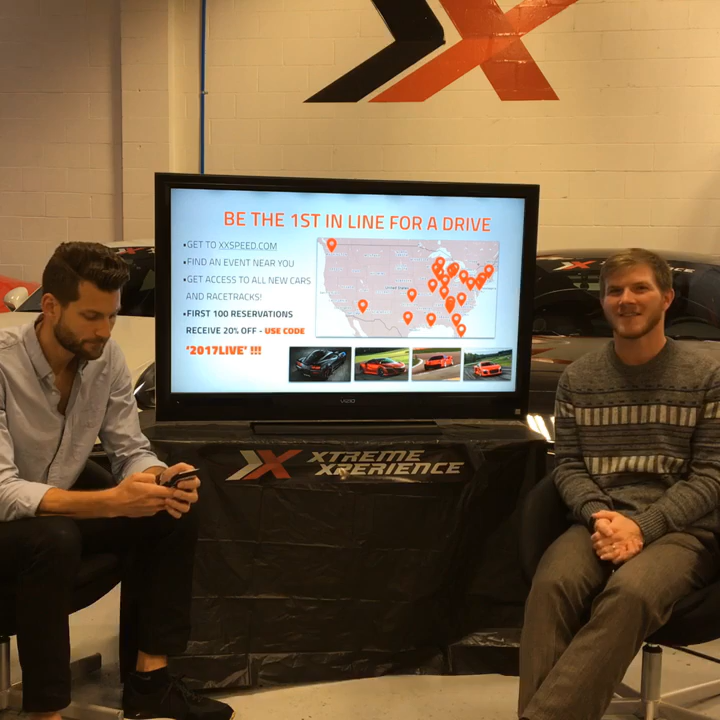 BE THE 1ST IN LINE FOR A DRIVE
•GET TO XXSPEED.COM
•FIND AN EVENT NEAR YOU
•GET ACCESS TO ALL NEW CARS
AND RACETRACKS!
•FIRST 100 RESERVATIONS
RECEIVE 20% OFF - USE CODE
'2017LIVE' !!!
VIZIO
XTREME
XPERIENCE